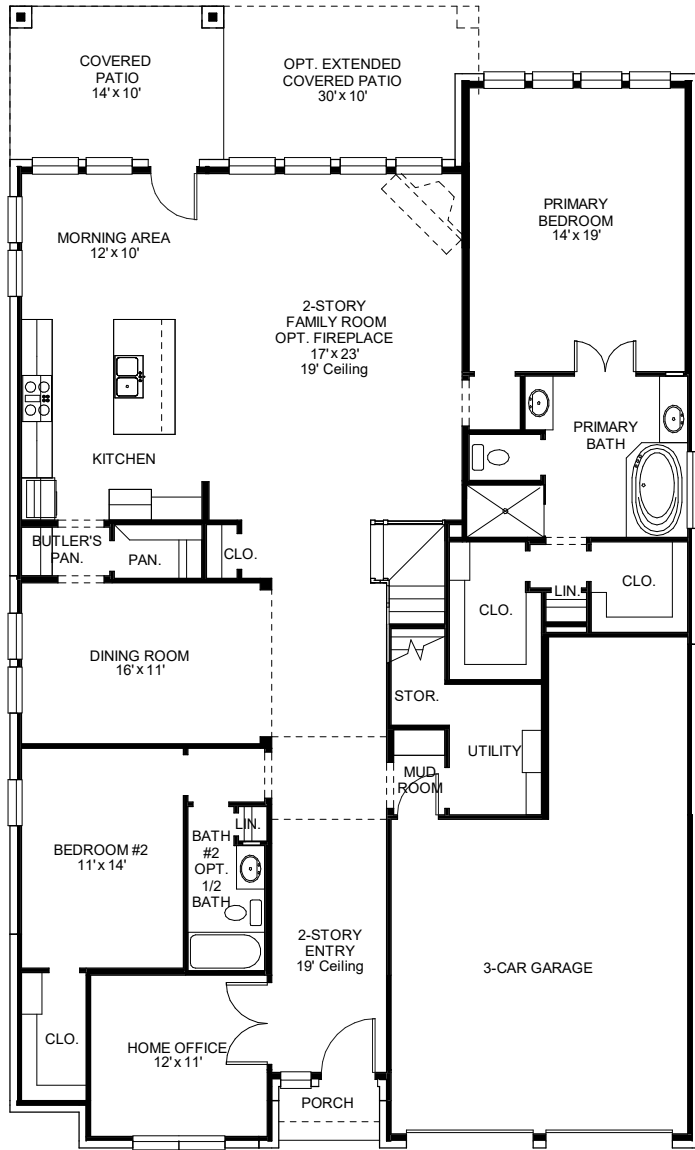 COVERED
PATIO
14' x 10'
OPT. EXTENDED
COVERED PATIO
30' x 10'
PRIMARY
BEDROOM
14' x 19'
MORNING AREA
12' x 10'
2-STORY
FAMILY ROOM
OPT. FIREPLACE
17' x 23'
19' Ceiling
PRIMARY
BATH
KITCHEN
BUTLER'S
PAN.
PAN.
CLO.
CLO.
LIN.
CLO.
DINING ROOM
16' x 11'
STOR.
UTILITY
MUD
ROOM
BEDROOM #2
11' x 14'
LIN.
BATH
#2
OPT.
1/2
BATH
2-STORY
ENTRY
19' Ceiling
3-CAR GARAGE
CLO.
HOME OFFICE
12' x 11'
PORCH